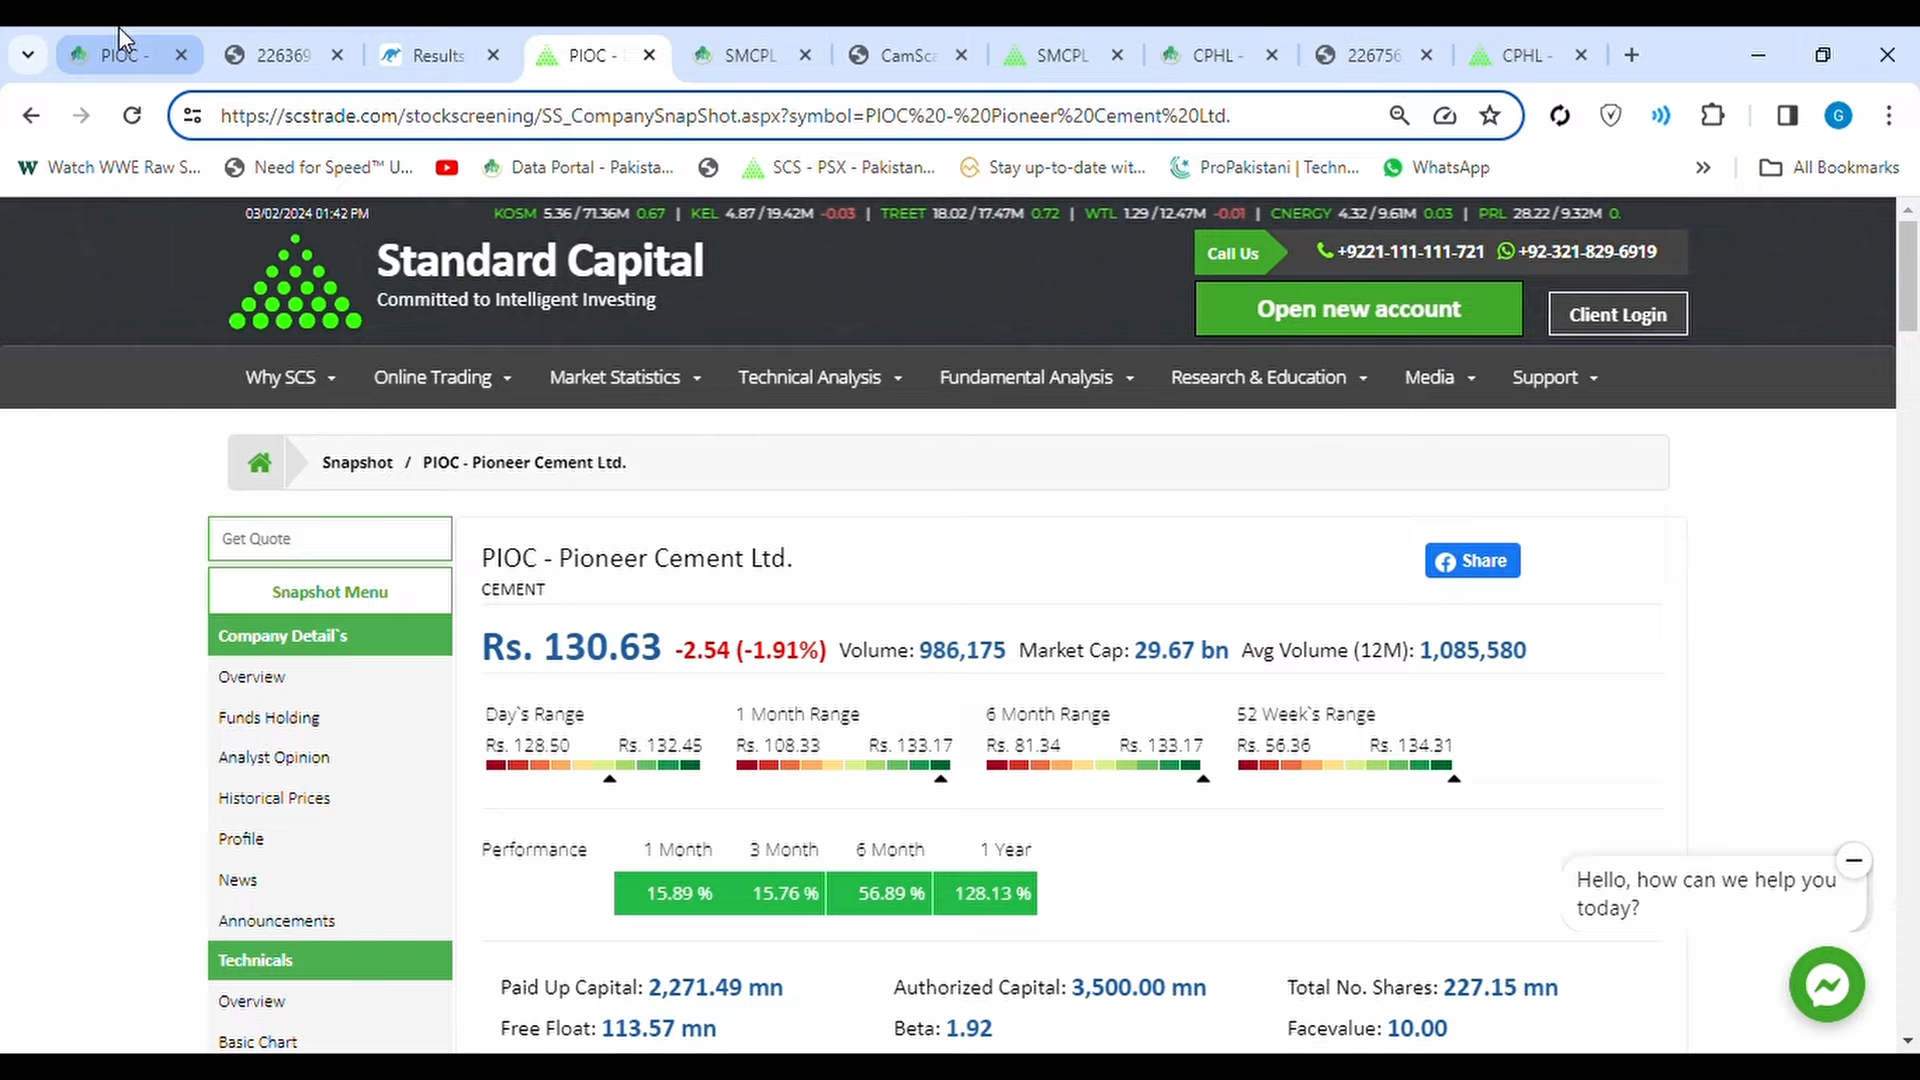 PIOC -
226369
Results
PIOC -
SMCPL
CamSca
SMCPL
CPHL -
226756
CPHL -
https://scstrade.com/stockscreening/SS_CompanySnapShot.aspx?symbol=PIOC%20-%20Pioneer%20Cement%20Ltd.
G
Watch WWE Raw S...
Need for Speed™ U...
Data Portal - Pakista...
SCS - PSX - Pakistan...
Stay up-to-date wit...
ProPakistani | Techn...
WhatsApp
All Bookmarks
03/02/2024 01:42 PM
KOSM 5.36 / 71.36M 0.67 | KEL 4.87 / 19.42M -0.03 | TREET 18.02 / 17.47M 0.72 | WTL 1.29 / 12.47M -0.01 | CNERGY 4.32 / 9.61M 0.03 | PRL 28.22 / 9.32M 0.
Standard Capital
Committed to Intelligent Investing
Call Us
+9221-111-111-721
+92-321-829-6919
Open new account
Client Login
Why SCS
Online Trading
Market Statistics
Technical Analysis
Fundamental Analysis
Research & Education
Media
Support
Snapshot / PIOC - Pioneer Cement Ltd.
Get Quote
Snapshot Menu
Company Detail`s
Overview
Funds Holding
Analyst Opinion
Historical Prices
Profile
News
Announcements
Technicals
Overview
Basic Chart
PIOC - Pioneer Cement Ltd.
Share
CEMENT
Rs. 130.63 -2.54 (-1.91%) Volume: 986,175 Market Cap: 29.67 bn Avg Volume (12M): 1,085,580
Day`s Range
Rs. 128.50 Rs. 132.45
1 Month Range
Rs. 108.33 Rs. 133.17
6 Month Range
Rs. 81.34 Rs. 133.17
52 Week`s Range
Rs. 56.36 Rs. 134.31
Performance 1 Month 3 Month 6 Month 1 Year
15.89 % 15.76 % 56.89 % 128.13 %
Paid Up Capital: 2,271.49 mn Authorized Capital: 3,500.00 mn Total No. Shares: 227.15 mn
Free Float: 113.57 mn Beta: 1.92 Facevalue: 10.00
Hello, how can we help you
today?